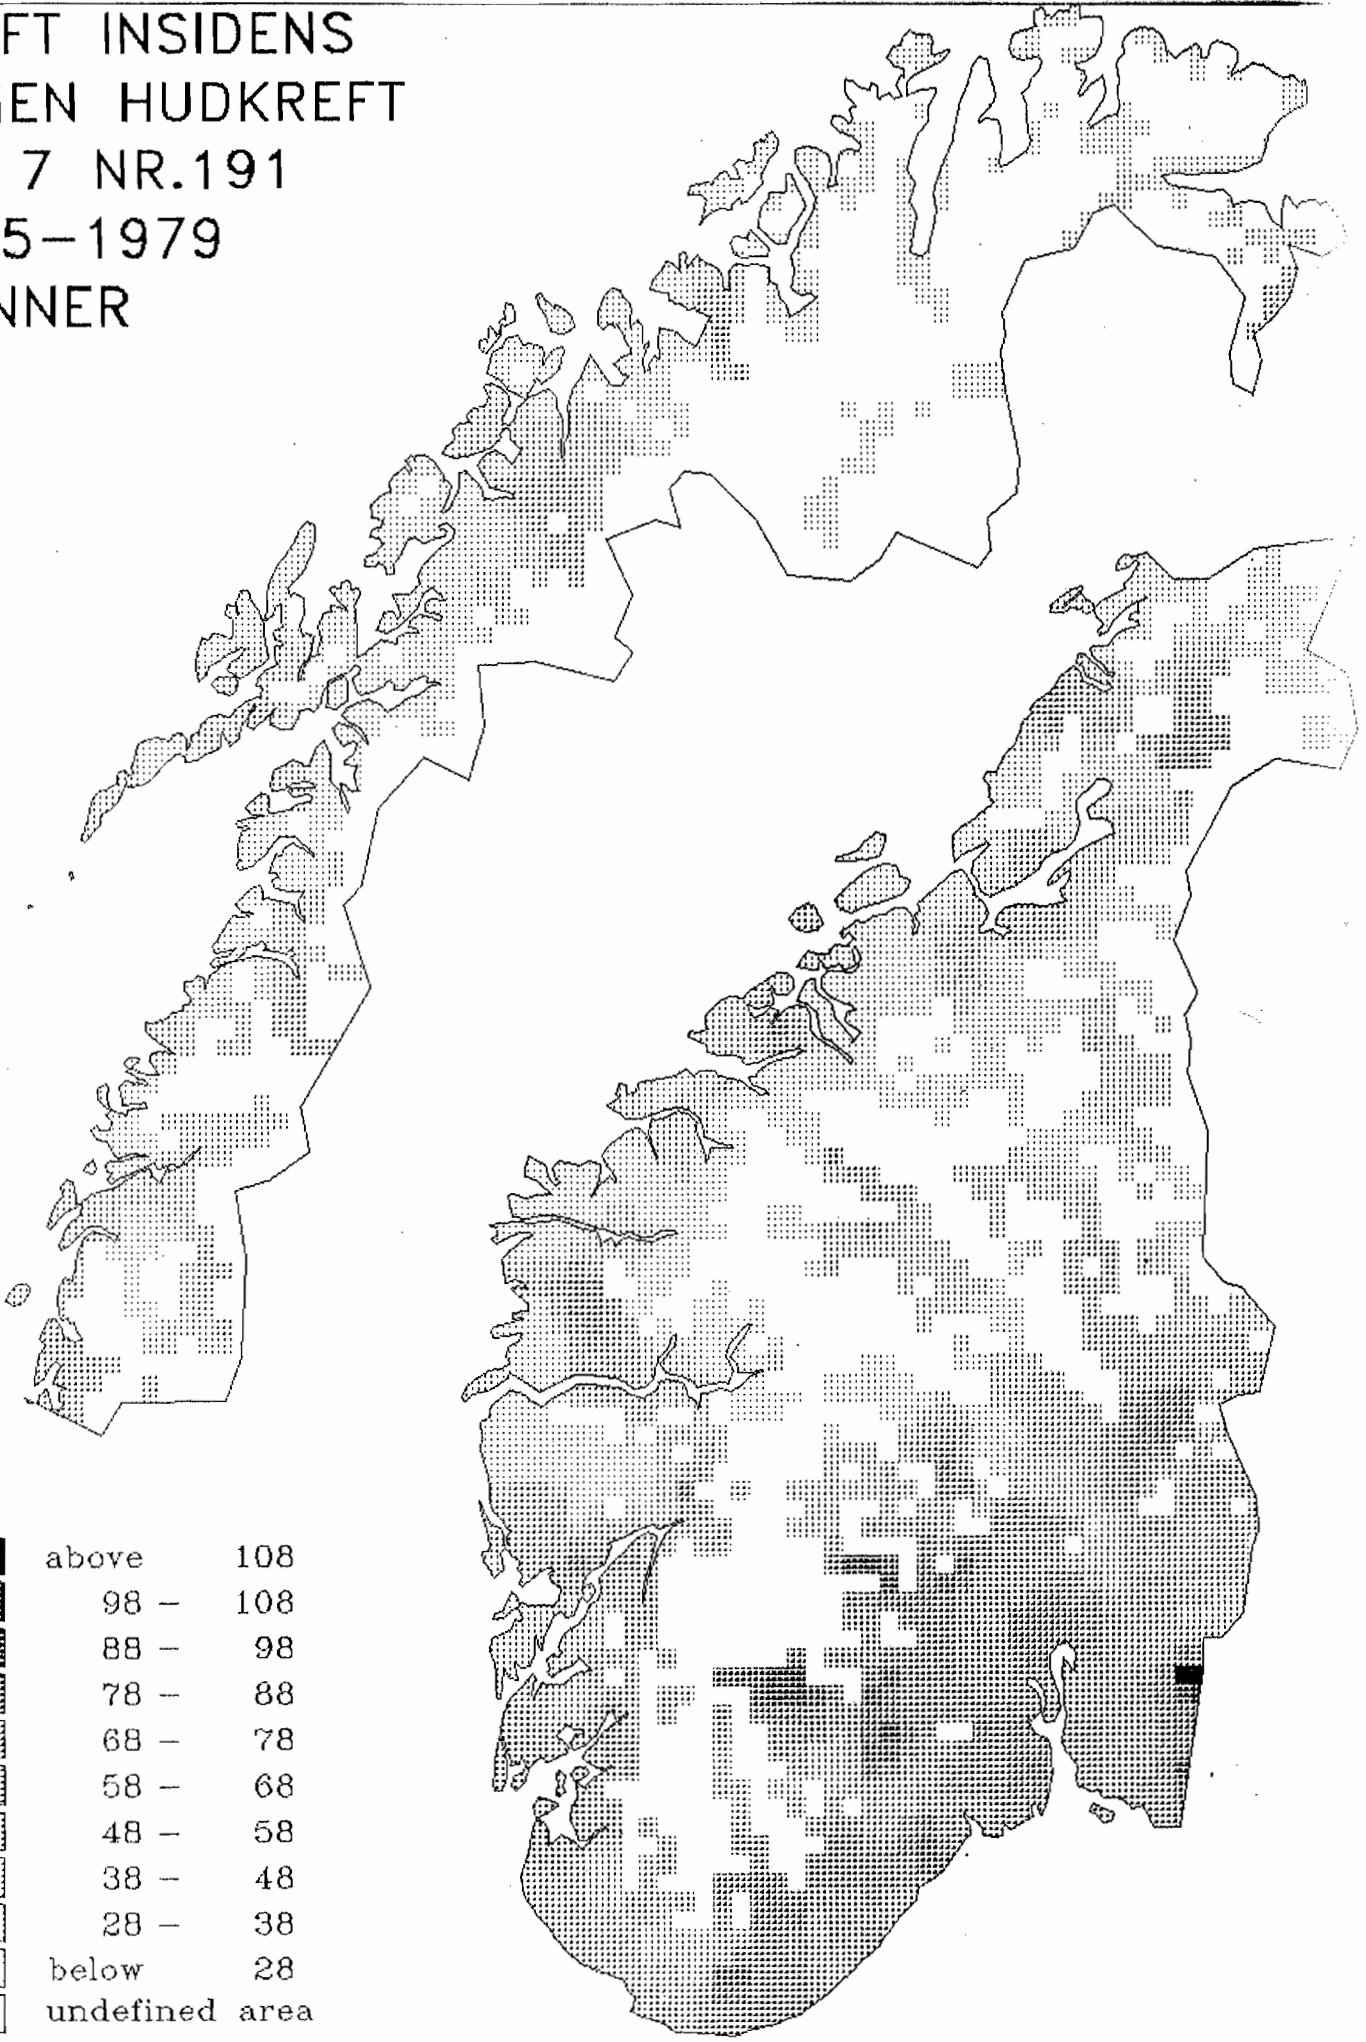 FT INSIDENS
GEN HUDKREFT
7 NR.191
5-1979
NNER
above 108
98 - 108
88 - 98
78 - 88
68 - 78
58 - 68
48 - 58
38 - 48
28 - 38
below 28
undefined area